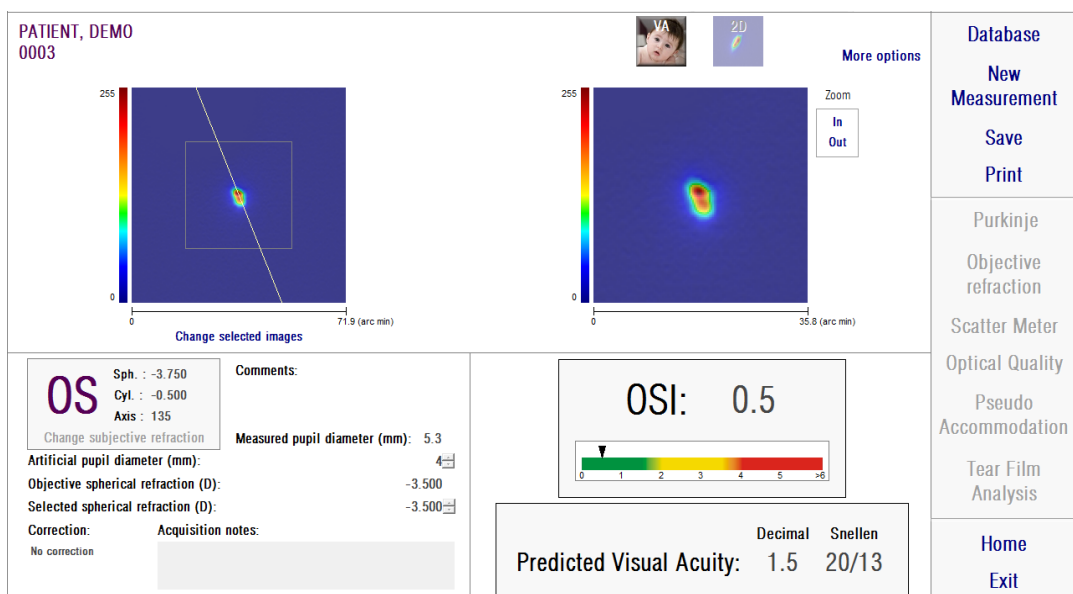 PATIENT, DEMO
0003
VA
2D
More options
255
0
0
71.9 (arc min)
Change selected images
255
0
0
35.8 (arc min)
Zoom
In
Out
OS
Sph. : -3.750
Cyl. : -0.500
Axis : 135
Change subjective refraction
Comments:
Measured pupil diameter (mm): 5.3
Artificial pupil diameter (mm): 4
Objective spherical refraction (D): -3.500
Selected spherical refraction (D): -3.500
Correction:
Acquisition notes:
No correction
OSI: 0.5
0 1 2 3 4 5 >6
Decimal Snellen
Predicted Visual Acuity: 1.5 20/13
Database
New
Measurement
Save
Print
Purkinje
Objective
refraction
Scatter Meter
Optical Quality
Pseudo
Accommodation
Tear Film
Analysis
Home
Exit